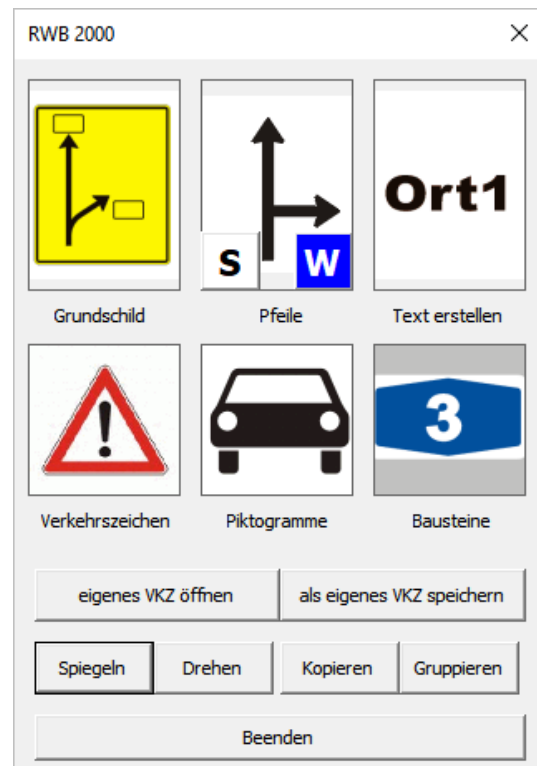 RWB 2000
Ort1
S W
Grundschild Pfeile Text erstellen
3
Verkehrszeichen Piktogramme Bausteine
eigenes VKZ öffnen als eigenes VKZ speichern
Spiegeln Drehen Kopieren Gruppieren
Beenden